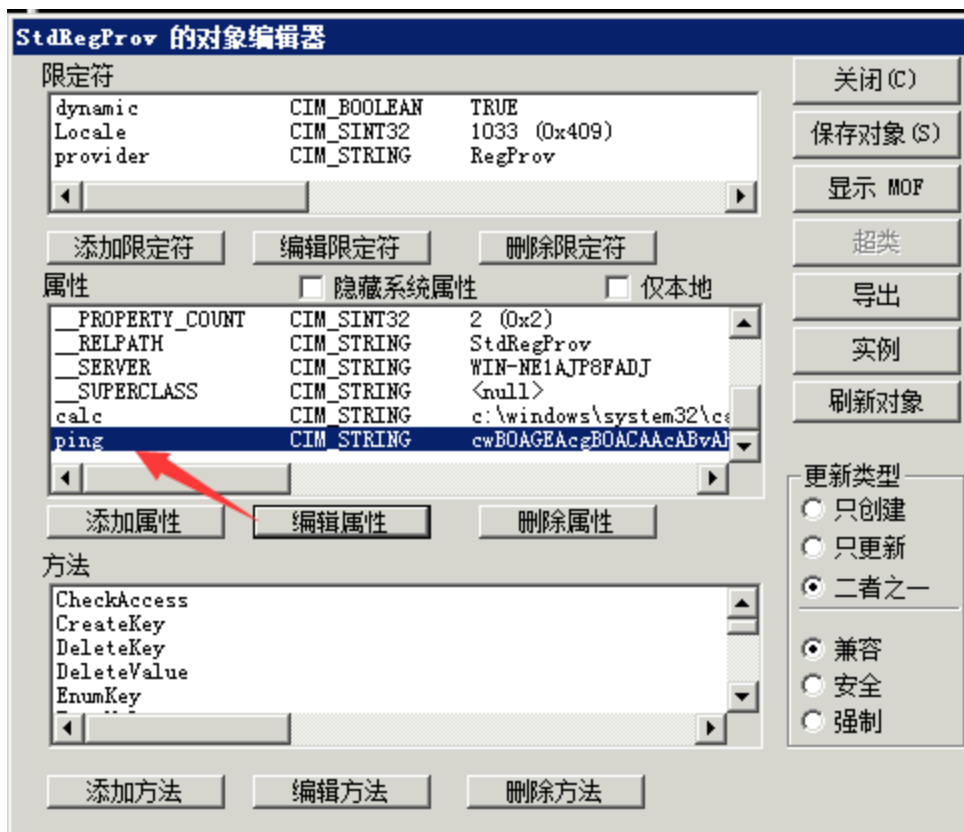 StdRegProv 的对象编辑器
限定符
dynamic CIM_BOOLEAN TRUE
Locale CIM_SINT32 1033 (0x409)
provider CIM_STRING RegProv
添加限定符 编辑限定符 删除限定符
属性 隐藏系统属性 仅本地
__PROPERTY_COUNT CIM_SINT32 2 (0x2)
__RELPATH CIM_STRING StdRegProv
__SERVER CIM_STRING WIN-NE1AJP8FADJ
__SUPERCLASS CIM_STRING <null>
calc CIM_STRING c:\windows\system32\ca
ping CIM_STRING cwB0AGEAcgB0ACAAcABvAH
添加属性 编辑属性 删除属性
方法
CheckAccess
CreateKey
DeleteKey
DeleteValue
EnumKey
添加方法 编辑方法 删除方法
关闭(C)
保存对象(S)
显示 MOF
超类
导出
实例
刷新对象
更新类型
只创建
只更新
二者之一
兼容
安全
强制